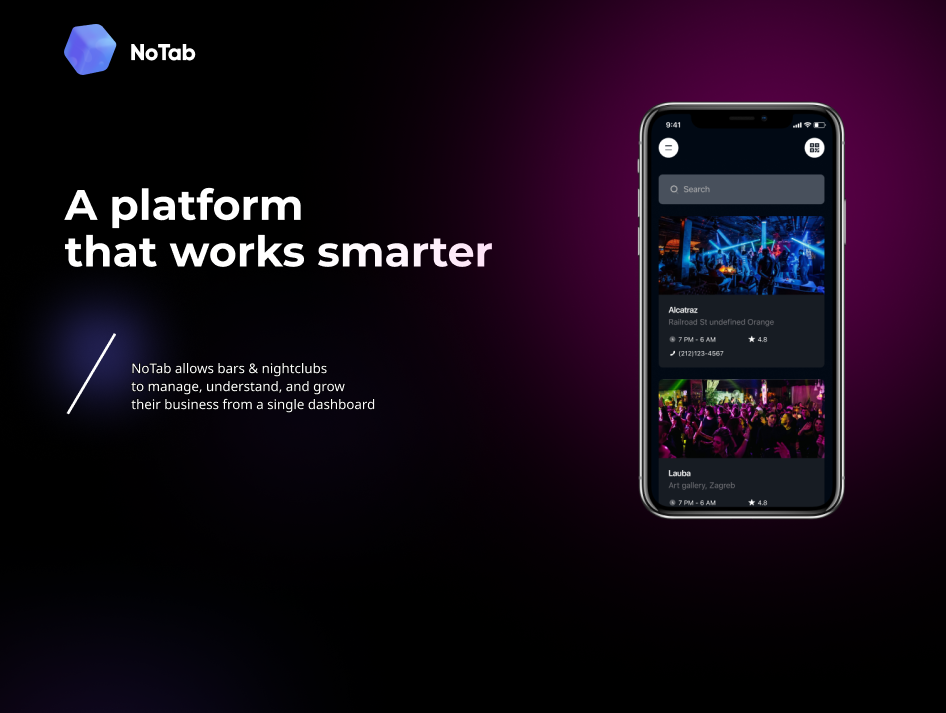 NoTab
A platform
that works smarter
NoTab allows bars & nightclubs
to manage, understand, and grow
their business from a single dashboard
9:41
Search
Alcatraz
Railroad St undefined Orange
7 PM - 6 AM 4.8
(212)123-4567
Lauba
Art gallery, Zagreb
7 PM - 6 AM 4.8